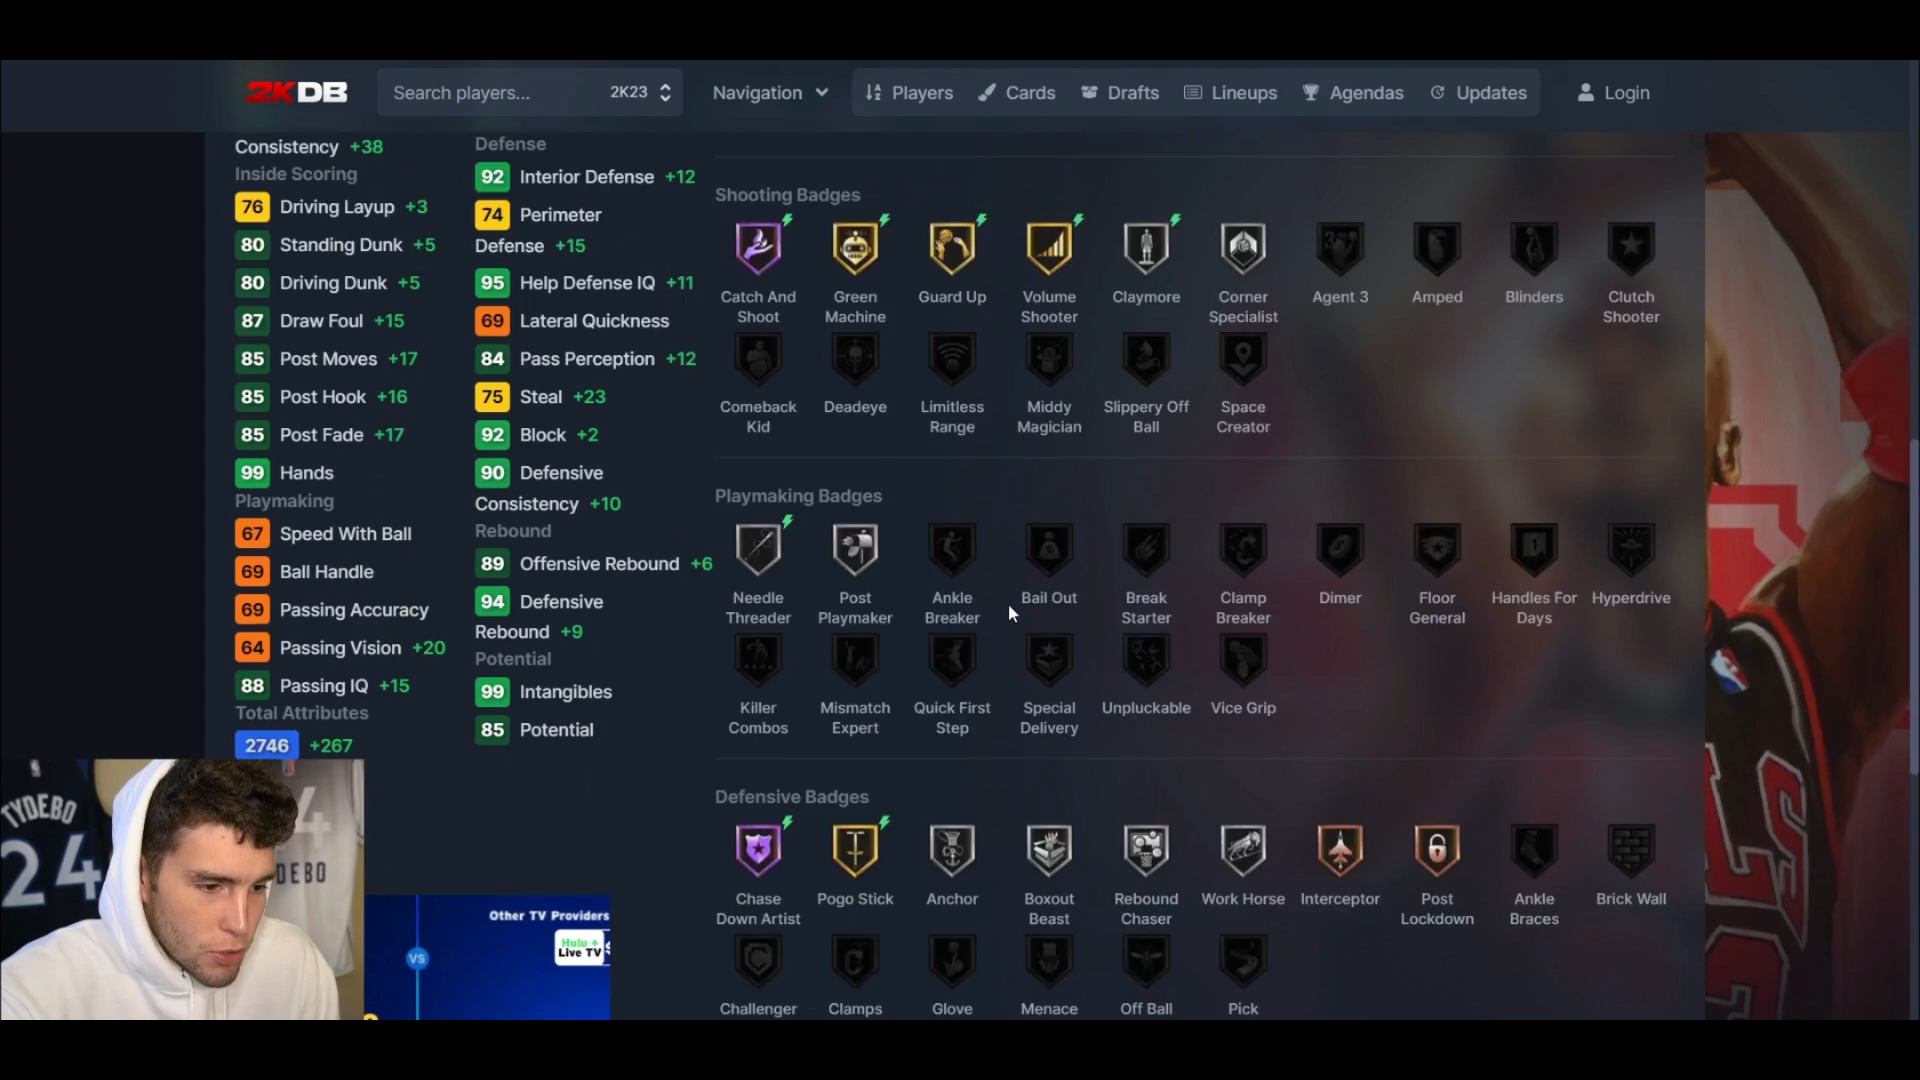 2KDB
Search players...
2K23
Navigation
Players
Cards
Drafts
Lineups
Agendas
Updates
Login
Consistency +38
Inside Scoring
76 Driving Layup +3
80 Standing Dunk +5
80 Driving Dunk +5
87 Draw Foul +15
85 Post Moves +17
85 Post Hook +16
85 Post Fade +17
99 Hands
Playmaking
67 Speed With Ball
69 Ball Handle
69 Passing Accuracy
64 Passing Vision +20
88 Passing IQ +15
Total Attributes
2746 +267
Defense
92 Interior Defense +12
74 Perimeter
Defense +15
95 Help Defense IQ +11
69 Lateral Quickness
84 Pass Perception +12
75 Steal +23
92 Block +2
90 Defensive
Consistency +10
Rebound
89 Offensive Rebound +6
94 Defensive
Rebound +9
Potential
99 Intangibles
85 Potential
Shooting Badges
Catch And
Shoot
Green
Machine
Guard Up
Volume
Shooter
Claymore
Corner
Specialist
Agent 3
Amped
Blinders
Clutch
Shooter
Comeback
Kid
Deadeye
Limitless
Range
Middy
Magician
Slippery Off
Ball
Space
Creator
Playmaking Badges
Needle
Threader
Post
Playmaker
Ankle
Breaker
Bail Out
Break
Starter
Clamp
Breaker
Dimer
Floor
General
Handles For
Days
Hyperdrive
Killer
Combos
Mismatch
Expert
Quick First
Step
Special
Delivery
Unpluckable
Vice Grip
Defensive Badges
Chase
Down Artist
Pogo Stick
Anchor
Boxout
Beast
Rebound
Chaser
Work Horse
Interceptor
Post
Lockdown
Ankle
Braces
Brick Wall
Challenger
Clamps
Glove
Menace
Off Ball
Pick
TYDEBO
24
4
DEBO
Other TV Providers
VS
Hulu +
Live TV